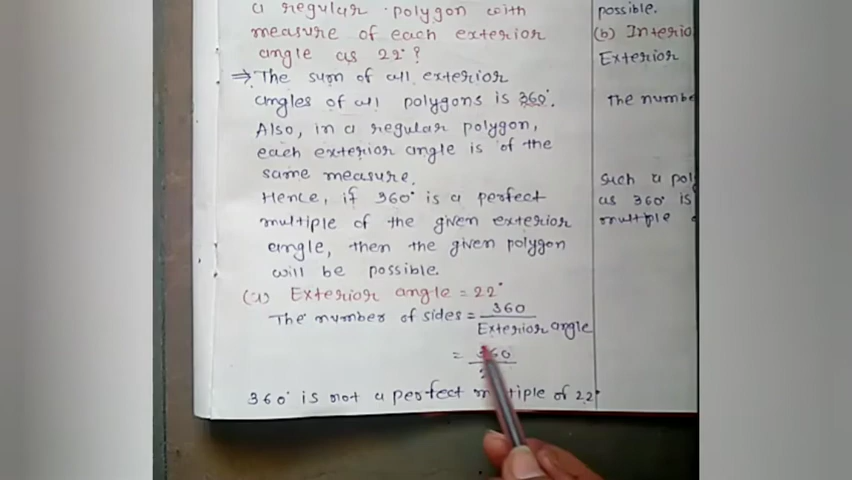 a regular polygon with
measure of each exterior
angle as 22°?
⇒ The sum of all exterior
angles of all polygons is 360°.
Also, in a regular polygon,
each exterior angle is of the
same measure.
Hence, if 360° is a perfect
multiple of the given exterior
angle, then the given polygon
will be possible.
(a) Exterior angle = 22°
The number of sides = 360
Exterior angle
= 360
360° is not a perfect multiple of 22°
possible.
(b) Interio
Exterior
The numbe
Such a pol
as 360° is
multiple